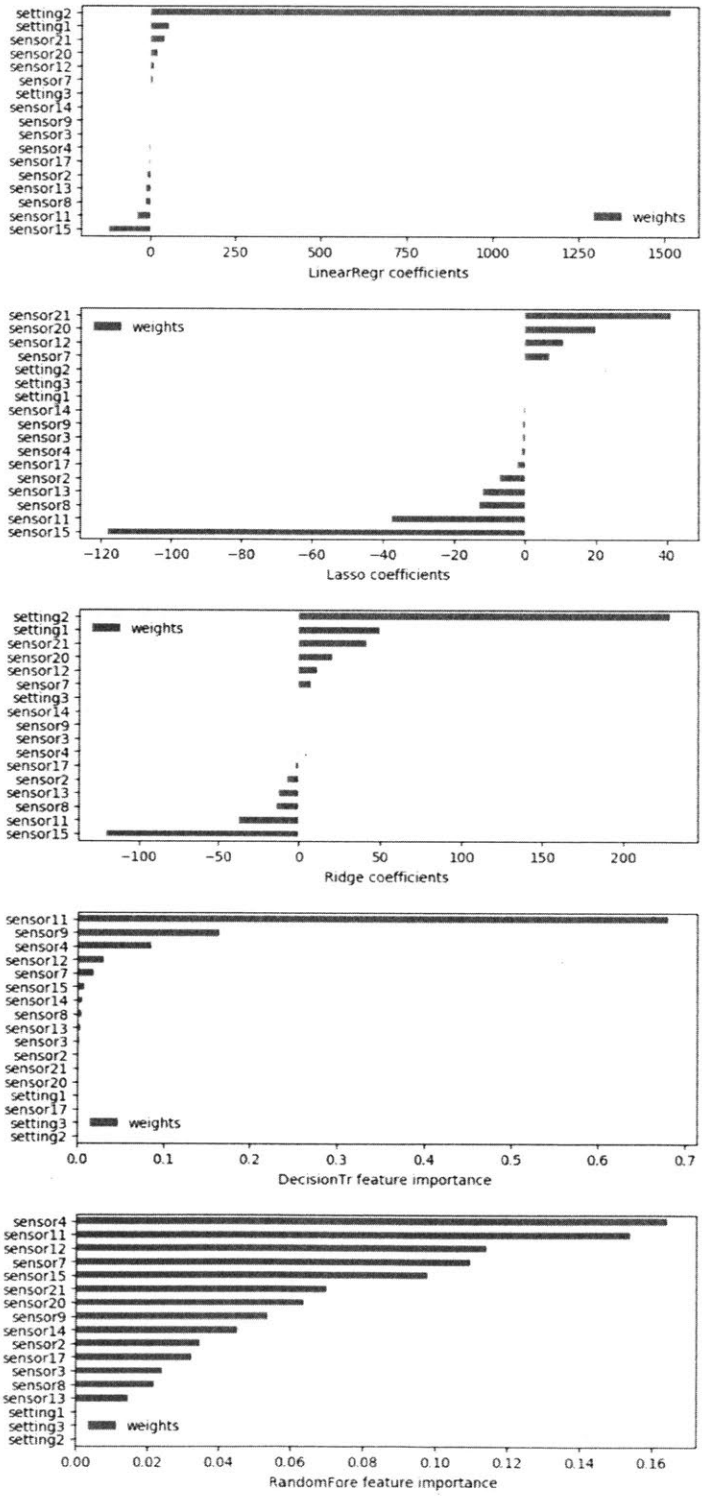 setting2
setting1
sensor21
sensor20
sensor12
sensor7
setting3
sensor14
sensor9
sensor3
sensor4
sensor17
sensor2
sensor13
sensor8
sensor11
sensor15
weights
0 250 500 750 1000 1250 1500
LinearRegr coefficients
sensor21
sensor20
sensor12
sensor7
setting2
setting3
setting1
sensor14
sensor9
sensor3
sensor4
sensor17
sensor2
sensor13
sensor8
sensor11
sensor15
weights
−120 −100 −80 −60 −40 −20 0 20 40
Lasso coefficients
setting2
setting1
sensor21
sensor20
sensor12
sensor7
setting3
sensor14
sensor9
sensor3
sensor4
sensor17
sensor2
sensor13
sensor8
sensor11
sensor15
weights
−100 −50 0 50 100 150 200
Ridge coefficients
sensor11
sensor9
sensor4
sensor12
sensor7
sensor15
sensor14
sensor8
sensor13
sensor3
sensor2
sensor21
sensor20
setting1
sensor17
setting3
setting2
weights
0.0 0.1 0.2 0.3 0.4 0.5 0.6 0.7
DecisionTr feature importance
sensor4
sensor11
sensor12
sensor7
sensor15
sensor21
sensor20
sensor9
sensor14
sensor2
sensor17
sensor3
sensor8
sensor13
setting1
setting3
setting2
weights
0.00 0.02 0.04 0.06 0.08 0.10 0.12 0.14 0.16
RandomFore feature importance